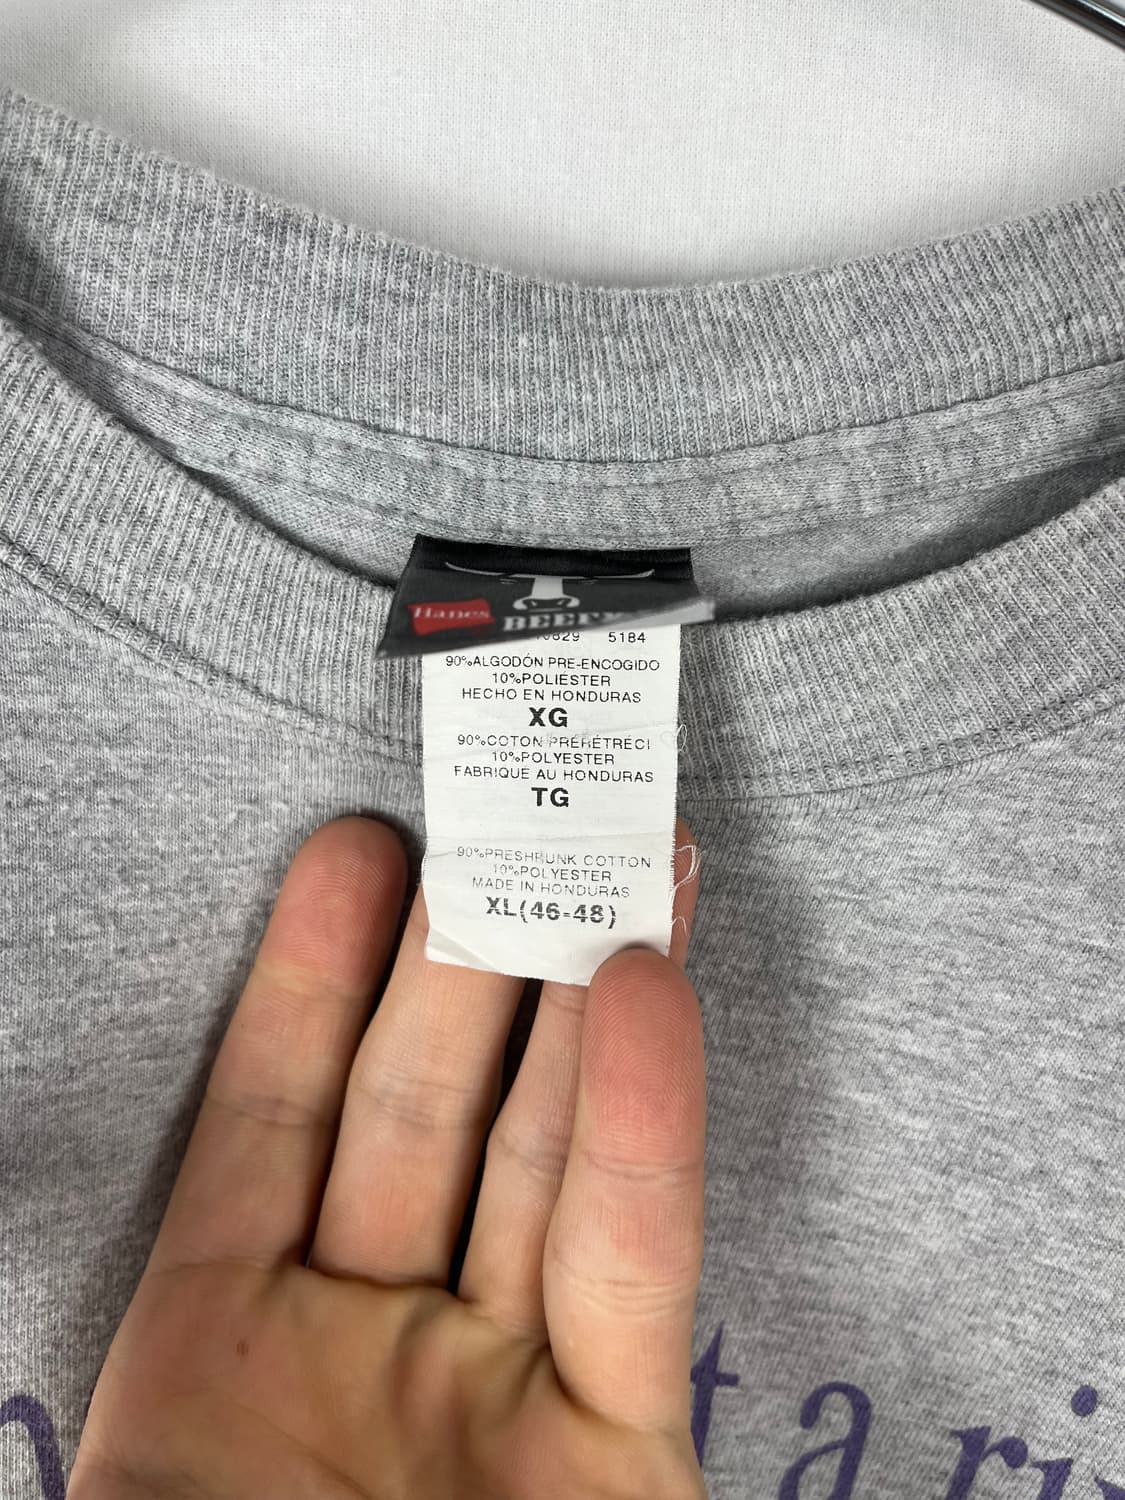 Hanes
BEEFY
5184
90%ALGODÓN PRE-ENCOGIDO
10%POLIESTER
HECHO EN HONDURAS
XG
90%COTON PRÉRÉTRÉCI
10%POLYESTER
FABRIQUE AU HONDURAS
TG
90%PRESHRUNK COTTON
10%POLYESTER
MADE IN HONDURAS
XL(46-48)
a